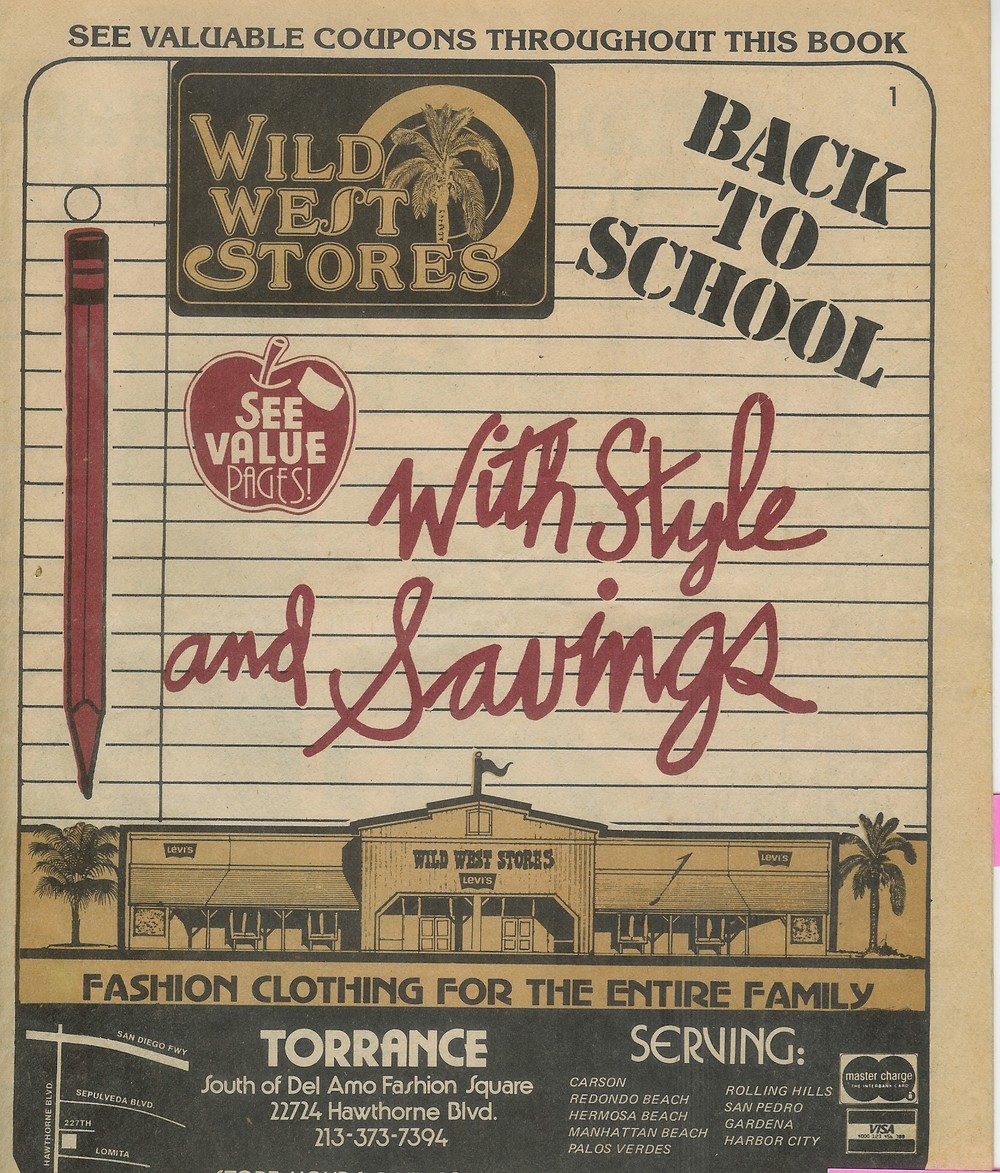 SEE VALUABLE COUPONS THROUGHOUT THIS BOOK
1
WILD
WEST
STORES
T.M.
BACK
TO
SCHOOL
SEE
VALUE
PAGES!
With Style
and Savings
LEVI'S
WILD WEST STORES
LEVI'S
LEVI'S
FASHION CLOTHING FOR THE ENTIRE FAMILY
SAN DIEGO FWY
SEPULVEDA BLVD.
HAWTHORNE BLVD.
227TH
LOMITA
TORRANCE
South of Del Amo Fashion Square
22724 Hawthorne Blvd.
213-373-7394
SERVING:
CARSON
REDONDO BEACH
HERMOSA BEACH
MANHATTAN BEACH
PALOS VERDES
ROLLING HILLS
SAN PEDRO
GARDENA
HARBOR CITY
master charge
THE INTERBANK CARD
VISA